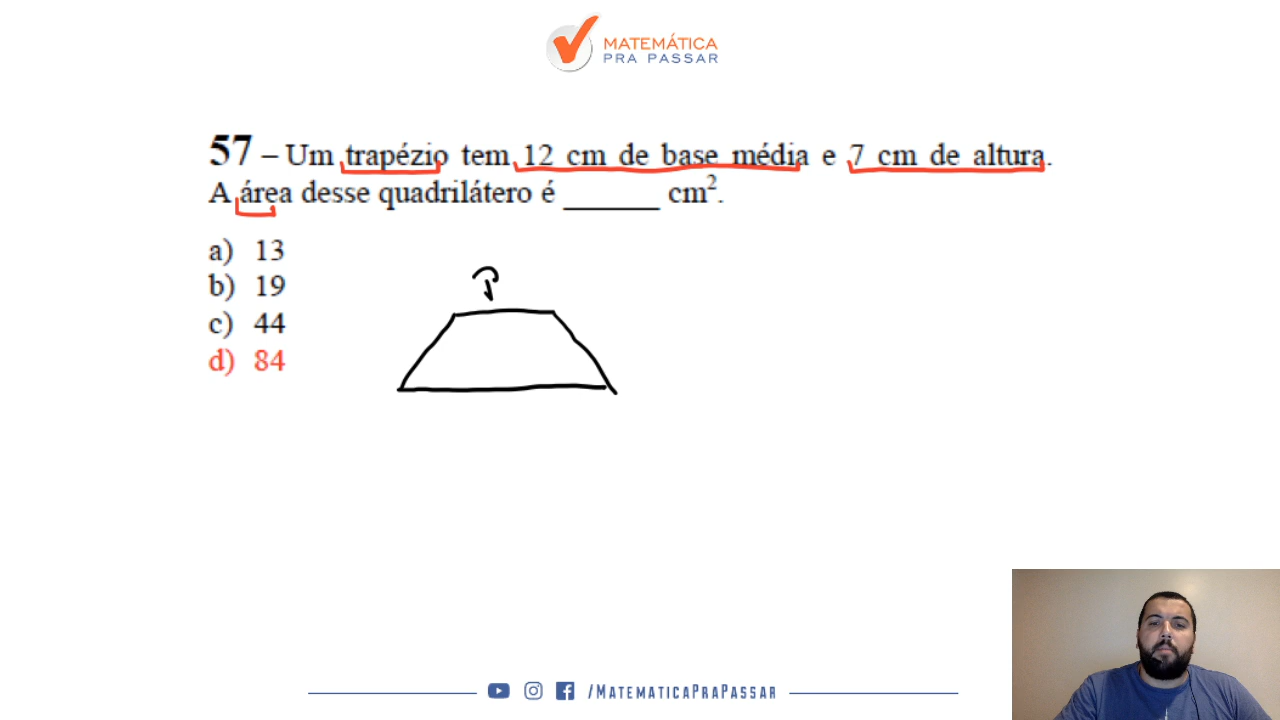 MATEMÁTICA
PRA PASSAR
57 – Um trapézio tem 12 cm de base média e 7 cm de altura.
A área desse quadrilátero é ______ cm².
a) 13
b) 19
c) 44
d) 84
/MATEMATICAPRAPASSAR